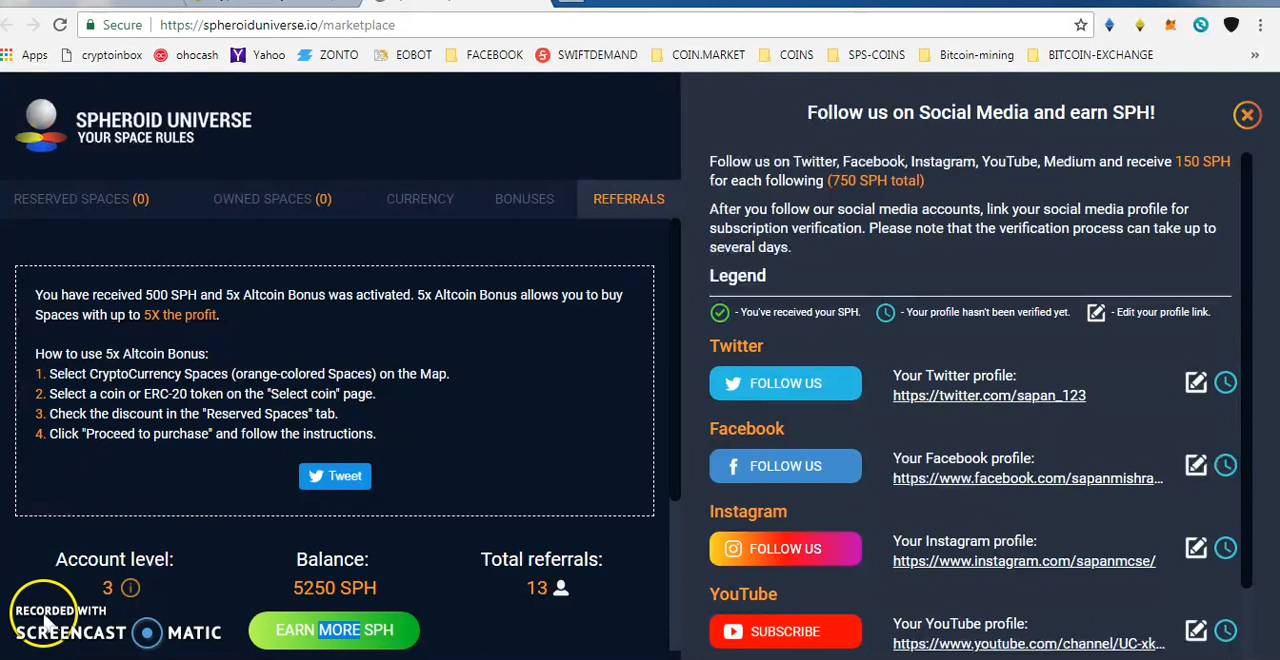 Secure https://spheroiduniverse.io/marketplace
Apps cryptoinbox ohocash Yahoo ZONTO EOBOT FACEBOOK SWIFTDEMAND COIN.MARKET COINS SPS-COINS Bitcoin-mining BITCOIN-EXCHANGE »
SPHEROID UNIVERSE
YOUR SPACE RULES
RESERVED SPACES (0) OWNED SPACES (0) CURRENCY BONUSES REFERRALS
You have received 500 SPH and 5x Altcoin Bonus was activated. 5x Altcoin Bonus allows you to buy
Spaces with up to 5X the profit.
How to use 5x Altcoin Bonus:
1. Select CryptoCurrency Spaces (orange-colored Spaces) on the Map.
2. Select a coin or ERC-20 token on the "Select coin" page.
3. Check the discount in the "Reserved Spaces" tab.
4. Click "Proceed to purchase" and follow the instructions.
Tweet
Account level: Balance: Total referrals:
3 5250 SPH 13
EARN MORE SPH
RECORDED WITH
SCREENCAST MATIC
Follow us on Social Media and earn SPH!
Follow us on Twitter, Facebook, Instagram, YouTube, Medium and receive 150 SPH
for each following (750 SPH total)
After you follow our social media accounts, link your social media profile for
subscription verification. Please note that the verification process can take up to
several days.
Legend
- You've received your SPH. - Your profile hasn't been verified yet. - Edit your profile link.
Twitter
FOLLOW US
Your Twitter profile:
https://twitter.com/sapan_123
Facebook
FOLLOW US
Your Facebook profile:
https://www.facebook.com/sapanmishra...
Instagram
FOLLOW US
Your Instagram profile:
https://www.instagram.com/sapanmcse/
YouTube
SUBSCRIBE
Your YouTube profile:
https://www.youtube.com/channel/UC-xk...